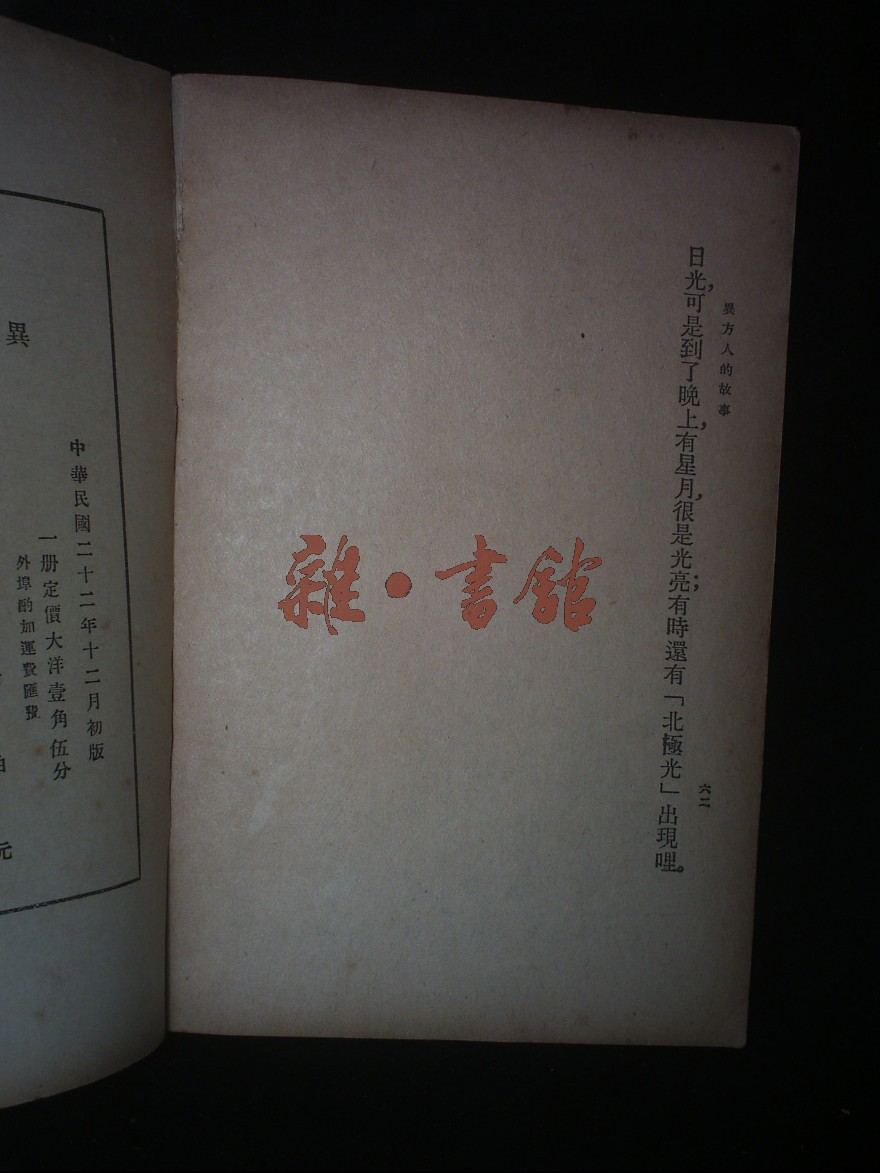 異方人的故事
六二
日光，可是到了晚上，有星月，很是光亮；有時還有「北極光」出現哩。
雜·書館
異
中華民國二十二年十二月初版
一册定價大洋壹角伍分
外埠酌加運費匯費
元